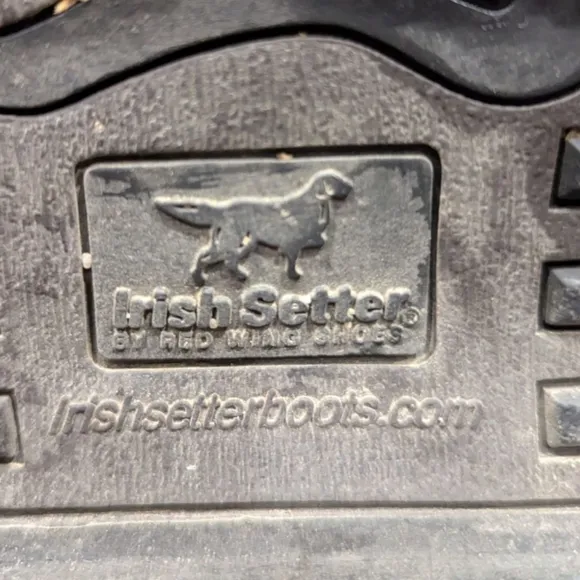 Irish Setter®
BY RED WING SHOES
Irishsetterboots.com